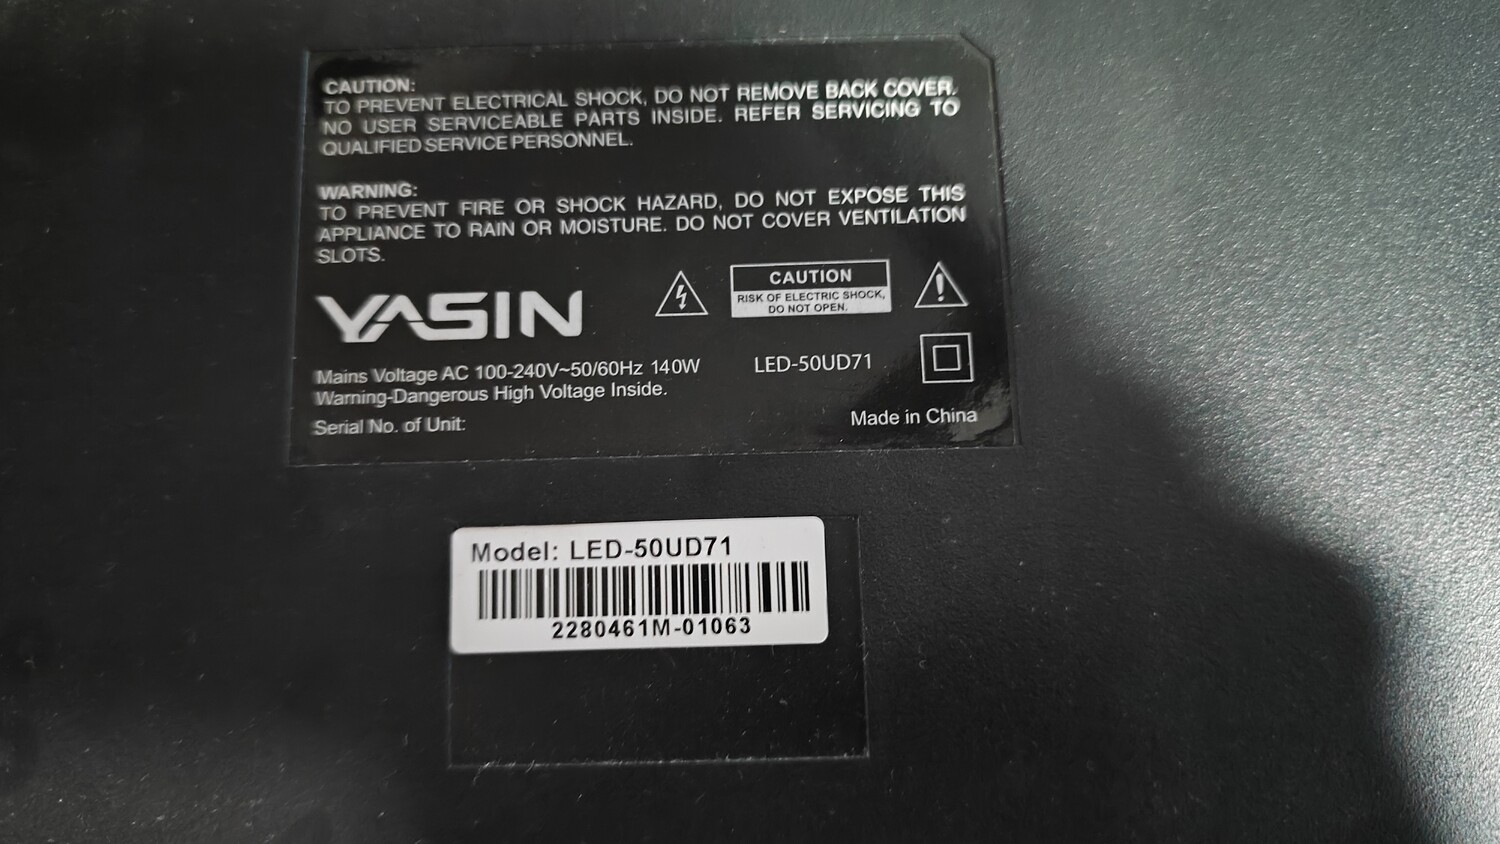 CAUTION:
TO PREVENT ELECTRICAL SHOCK, DO NOT REMOVE BACK COVER.
NO USER SERVICEABLE PARTS INSIDE. REFER SERVICING TO
QUALIFIED SERVICE PERSONNEL.
WARNING:
TO PREVENT FIRE OR SHOCK HAZARD, DO NOT EXPOSE THIS
APPLIANCE TO RAIN OR MOISTURE. DO NOT COVER VENTILATION
SLOTS.
YASIN
CAUTION
RISK OF ELECTRIC SHOCK,
DO NOT OPEN.
Mains Voltage AC 100-240V~50/60Hz 140W
LED-50UD71
Warning-Dangerous High Voltage Inside.
Serial No. of Unit:
Made in China
Model: LED-50UD71
2280461M-01063